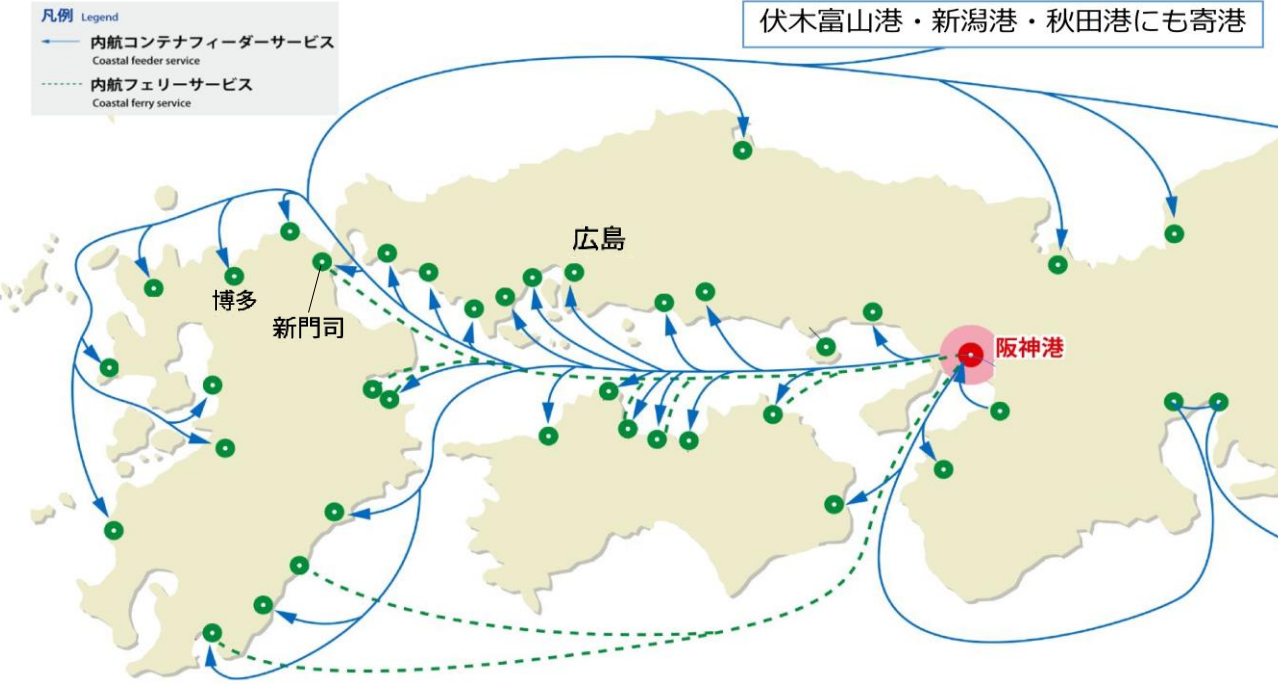 凡例 Legend
内航コンテナフィーダーサービス
Coastal feeder service
内航フェリーサービス
Coastal ferry service
伏木富山港・新潟港・秋田港にも寄港
広島
博多
新門司
阪神港